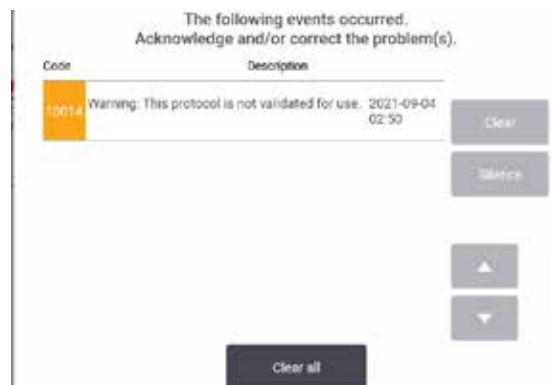 The following events occurred.
Acknowledge and/or correct the problem(s).
Code Description
10014 Warning: This protocol is not validated for use. 2021-09-04
02:50
Clear
Silence
Clear all